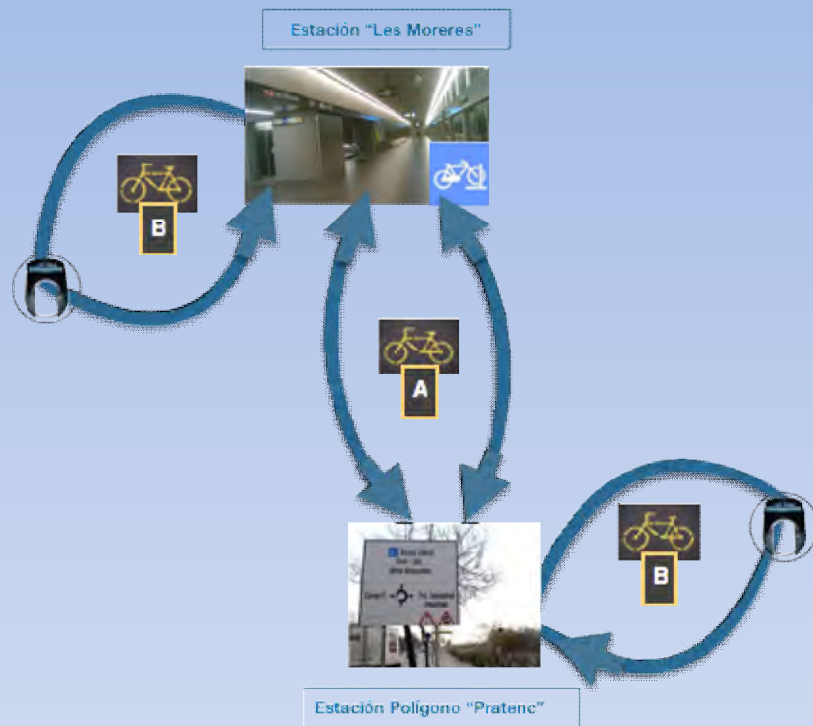 Estación “Les Moreres”
B
A
B
Estación Polígono “Pratenc”